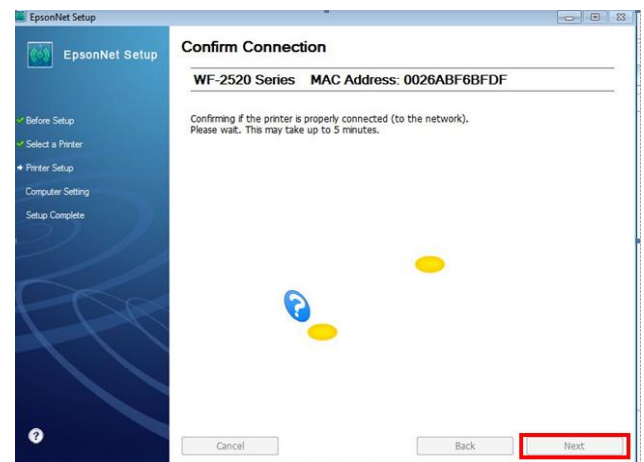 EpsonNet Setup
EpsonNet Setup
Confirm Connection
WF-2520 Series MAC Address: 0026ABF6BFDF
Before Setup
Select a Printer
Printer Setup
Computer Setting
Setup Complete
Confirming if the printer is properly connected (to the network).
Please wait. This may take up to 5 minutes.
?
?
Cancel
Back
Next